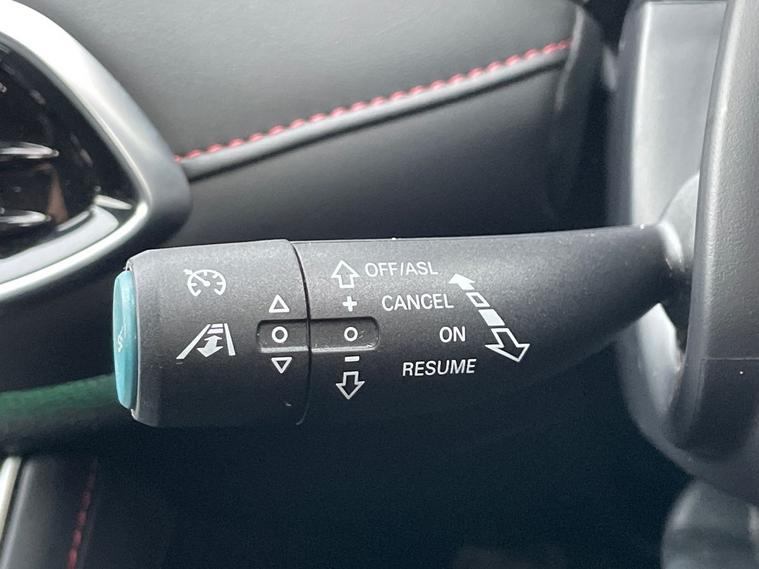 OFF/ASL
+ CANCEL
ON
- RESUME